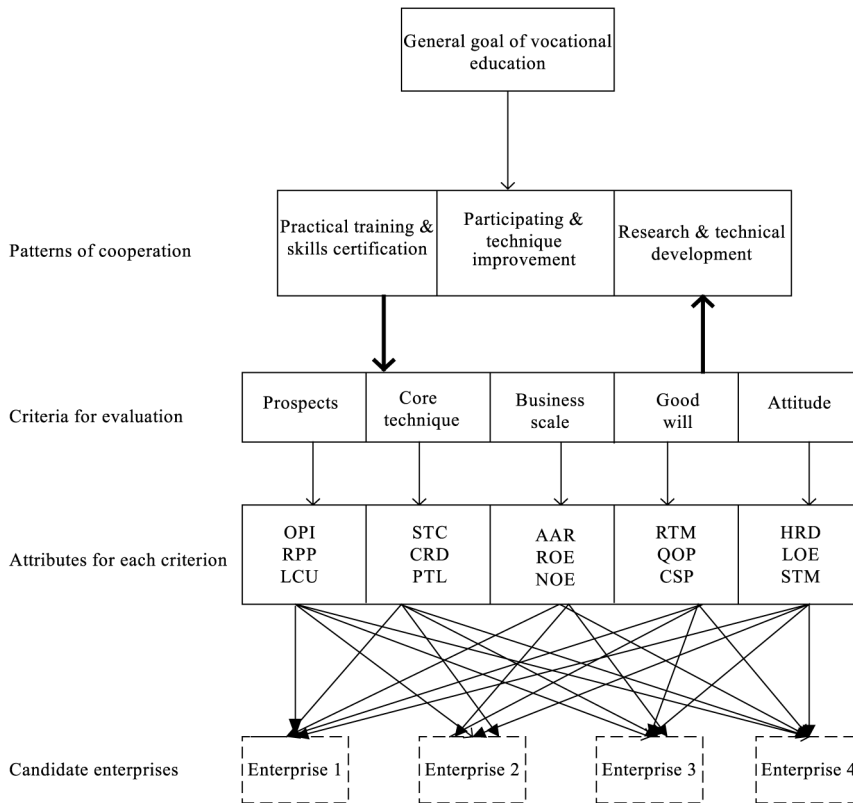 General goal of vocational
education
Patterns of cooperation
Practical training &
skills certification
Participating &
technique
improvement
Research & technical
development
Criteria for evaluation
Prospects
Core
technique
Business
scale
Good
will
Attitude
Attributes for each criterion
OPI
RPP
LCU
STC
CRD
PTL
AAR
ROE
NOE
RTM
QOP
CSP
HRD
LOE
STM
Candidate enterprises
Enterprise 1
Enterprise 2
Enterprise 3
Enterprise 4